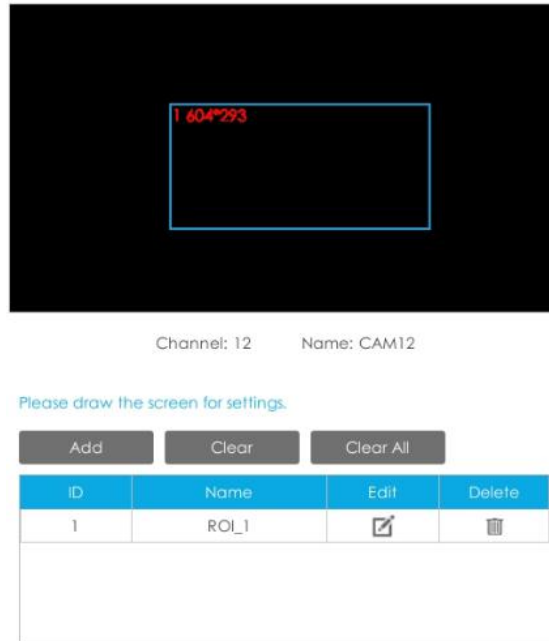 1 604*293
Channel: 12 Name: CAM12
Please draw the screen for settings.
Add Clear Clear All
ID Name Edit Delete
1 ROI_1